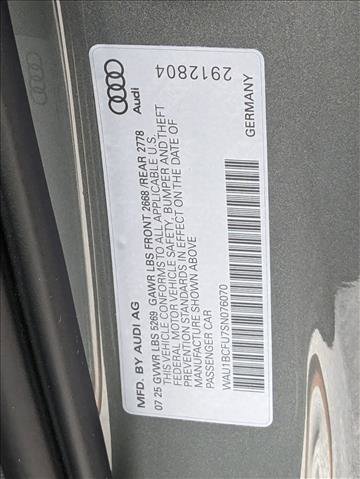 MFD. BY AUDI AG
07 25 GVWR LBS 5269 GAWR LBS FRONT 2668 /REAR 2778
THIS VEHICLE CONFORMS TO ALL APPLICABLE U.S.
FEDERAL MOTOR VEHICLE SAFETY, BUMPER AND THEFT
PREVENTION STANDARDS IN EFFECT ON THE DATE OF
MANUFACTURE SHOWN ABOVE
PASSENGER CAR
WAU1BCFU7SN076070
Audi
2912804
GERMANY